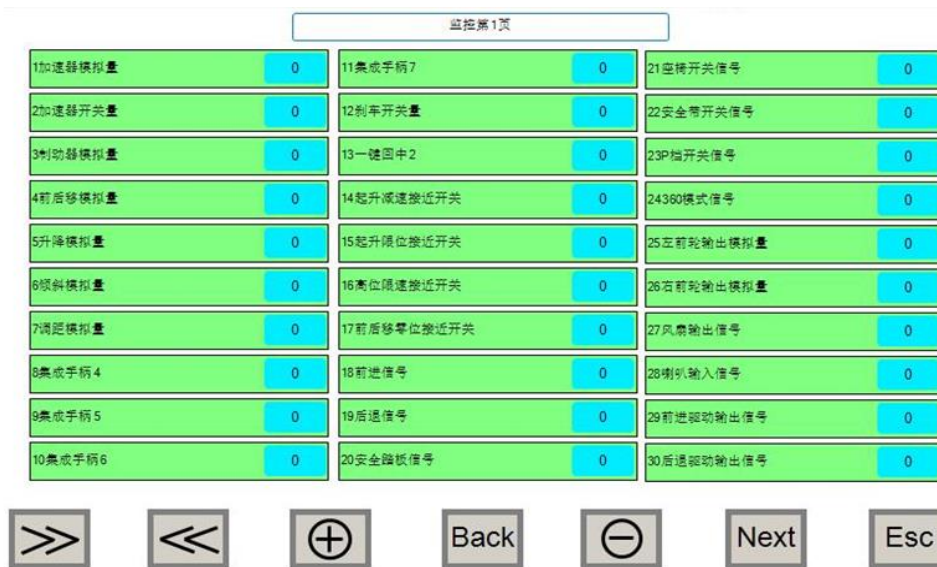 监控第1页
1加速器模拟量 0
2加速器开关量 0
3制动器模拟量 0
4前后移模拟量 0
5升降模拟量 0
6倾斜模拟量 0
7调距模拟量 0
8集成手柄4 0
9集成手柄5 0
10集成手柄6 0
11集成手柄7 0
12刹车开关量 0
13一键回中2 0
14起升减速接近开关 0
15起升限位接近开关 0
16高位限速接近开关 0
17前后移零位接近开关 0
18前进信号 0
19后退信号 0
20安全踏板信号 0
21座椅开关信号 0
22安全带开关信号 0
23P档开关信号 0
24360模式信号 0
25左前轮输出模拟量 0
26右前轮输出模拟量 0
27风扇输出信号 0
28喇叭输入信号 0
29前进驱动输出信号 0
30后退驱动输出信号 0
Back
Next
Esc